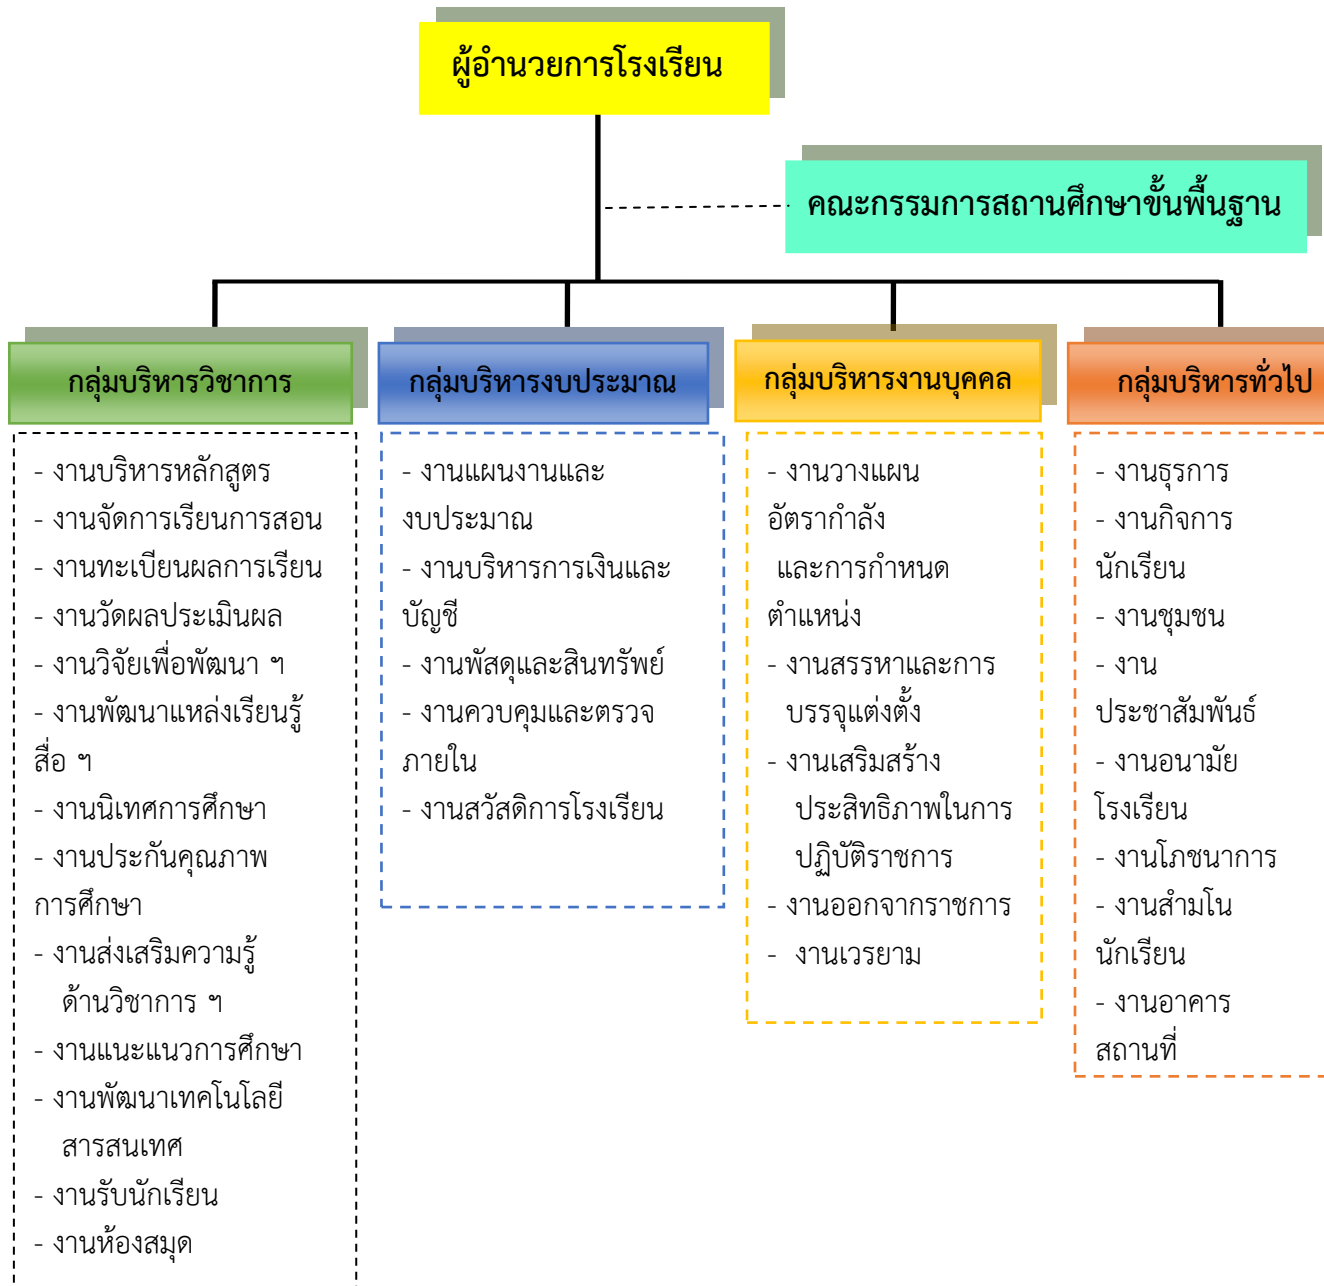 ผู้อำนวยการโรงเรียน
คณะกรรมการสถานศึกษาขั้นพื้นฐาน
กลุ่มบริหารวิชาการ
- งานบริหารหลักสูตร
- งานจัดการเรียนการสอน
- งานทะเบียนผลการเรียน
- งานวัดผลประเมินผล
- งานวิจัยเพื่อพัฒนา ฯ
- งานพัฒนาแหล่งเรียนรู้
สื่อ ฯ
- งานนิเทศการศึกษา
- งานประกันคุณภาพ
การศึกษา
- งานส่งเสริมความรู้
ด้านวิชาการ ฯ
- งานแนะแนวการศึกษา
- งานพัฒนาเทคโนโลยี
สารสนเทศ
- งานรับนักเรียน
- งานห้องสมุด
กลุ่มบริหารงบประมาณ
- งานแผนงานและ
งบประมาณ
- งานบริหารการเงินและ
บัญชี
- งานพัสดุและสินทรัพย์
- งานควบคุมและตรวจ
ภายใน
- งานสวัสดิการโรงเรียน
กลุ่มบริหารงานบุคคล
- งานวางแผน
อัตรากำลัง
และการกำหนด
ตำแหน่ง
- งานสรรหาและการ
บรรจุแต่งตั้ง
- งานเสริมสร้าง
ประสิทธิภาพในการ
ปฏิบัติราชการ
- งานออกจากราชการ
- งานเวรยาม
กลุ่มบริหารทั่วไป
- งานธุรการ
- งานกิจการ
นักเรียน
- งานชุมชน
- งาน
ประชาสัมพันธ์
- งานอนามัย
โรงเรียน
- งานโภชนาการ
- งานสำมโน
นักเรียน
- งานอาคาร
สถานที่